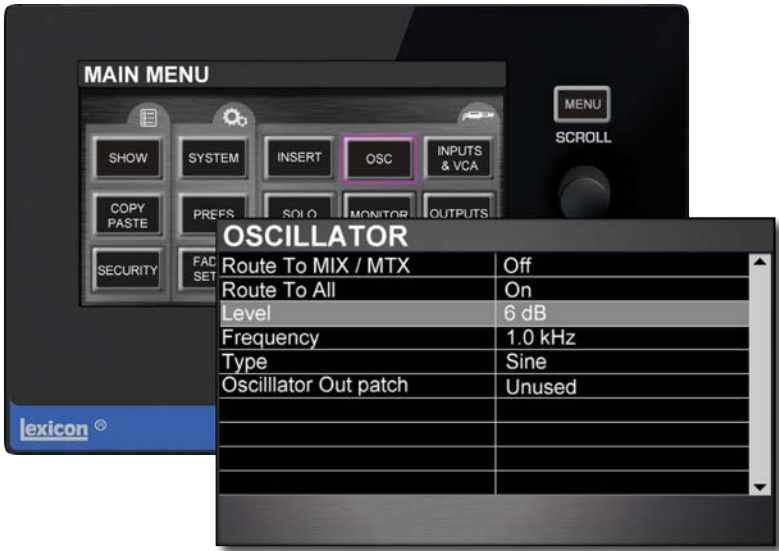 MAIN MENU
MENU
SCROLL
SHOW
SYSTEM
INSERT
OSC
INPUTS
& VCA
COPY
PASTE
PREFS
SOLO
MONITOR
OUTPUTS
SECURITY
FAD
SET
OSCILLATOR
Route To MIX / MTX Off
Route To All On
Level 6 dB
Frequency 1.0 kHz
Type Sine
Oscilllator Out patch Unused
lexicon ®